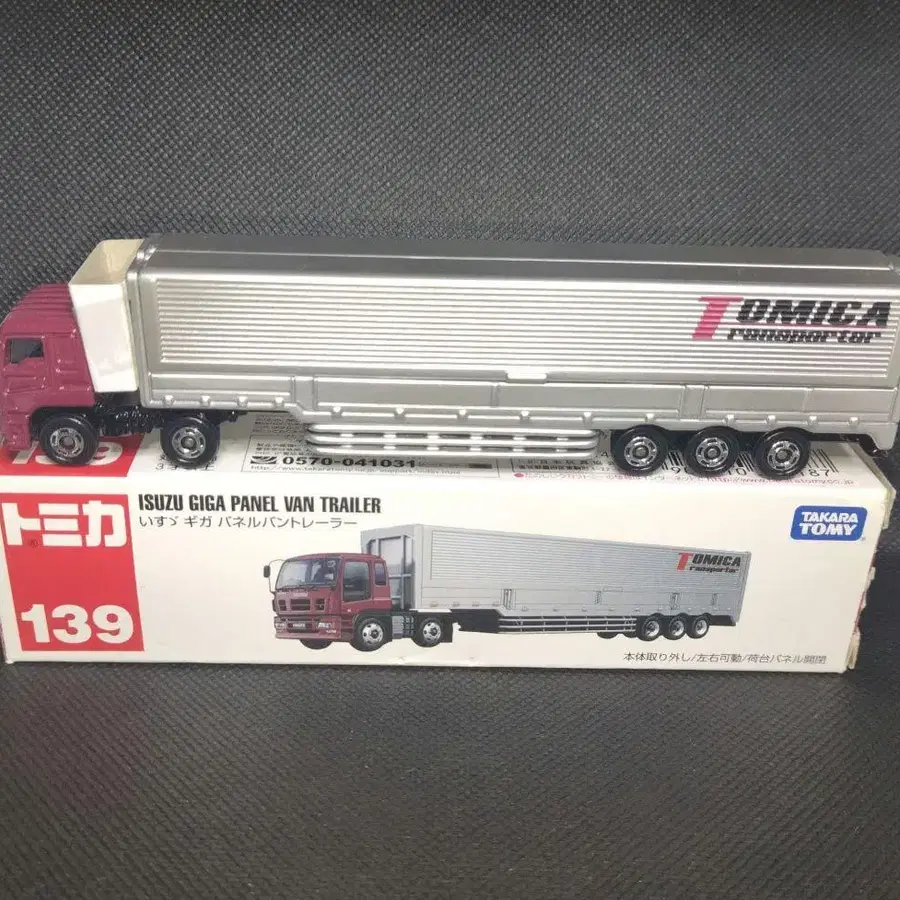 TOMICA
Transporter
139
0570-041031
187
トミカ
139
ISUZU GIGA PANEL VAN TRAILER
いすゞ ギガ パネルバントレーラー
TAKARA
TOMY
TOMICA
Transporter
本体取り外し/左右可動/荷台パネル開閉